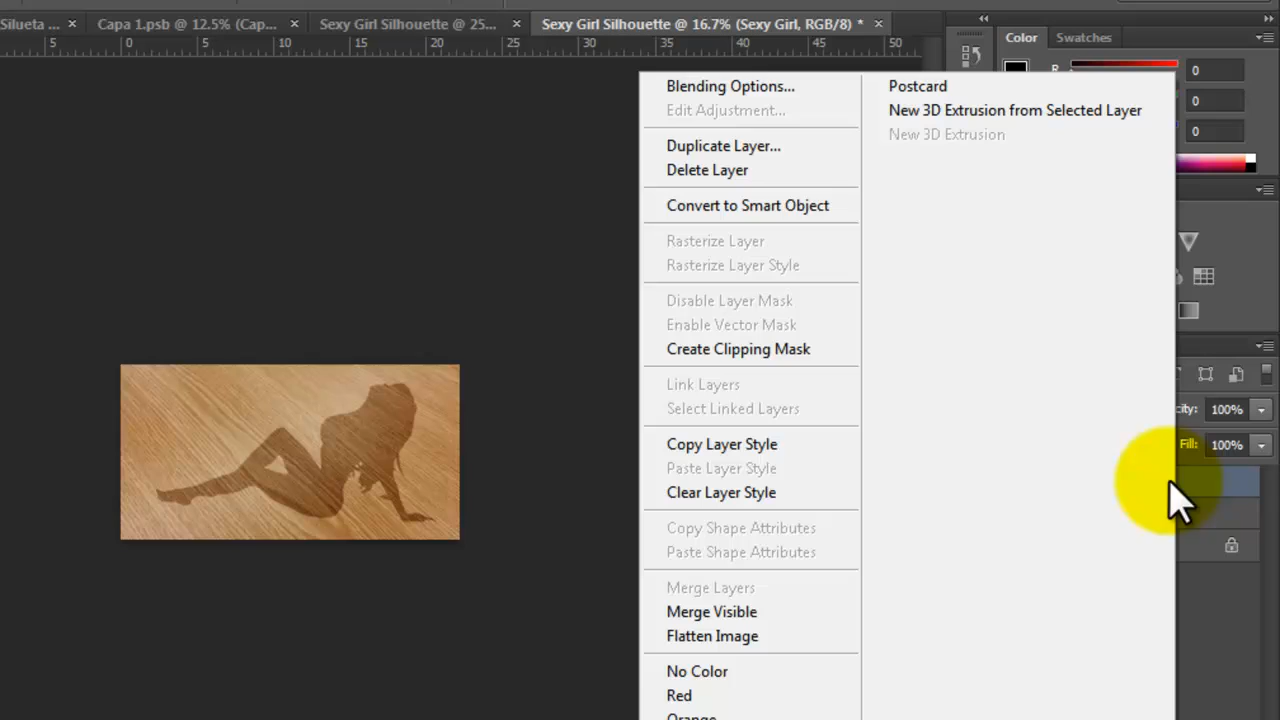 Silueta ... ×
Capa 1.psb @ 12.5% (Cap... ×
Sexy Girl Silhouette @ 25... ×
Sexy Girl Silhouette @ 16.7% (Sexy Girl, RGB/8) * ×
5 0 5 10 15 20 25 30 35 40 45 50
Color
Swatches
R
0
0
0
Blending Options...
Edit Adjustment...
Duplicate Layer...
Delete Layer
Convert to Smart Object
Rasterize Layer
Rasterize Layer Style
Disable Layer Mask
Enable Vector Mask
Create Clipping Mask
Link Layers
Select Linked Layers
Copy Layer Style
Paste Layer Style
Clear Layer Style
Copy Shape Attributes
Paste Shape Attributes
Merge Layers
Merge Visible
Flatten Image
No Color
Red
Orange
Postcard
New 3D Extrusion from Selected Layer
New 3D Extrusion
city: 100%
Fill: 100%